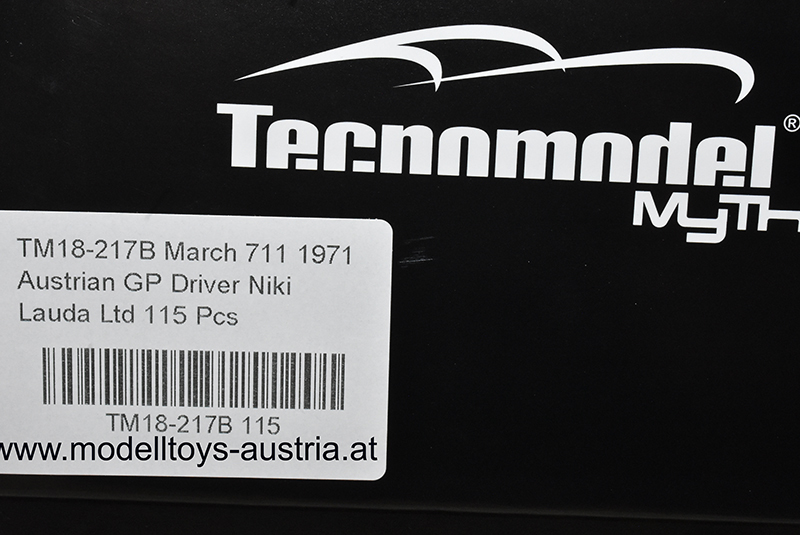 Tecnomodel®
MyTH
TM18-217B March 711 1971
Austrian GP Driver Niki
Lauda Ltd 115 Pcs
TM18-217B 115
www.modelltoys-austria.at